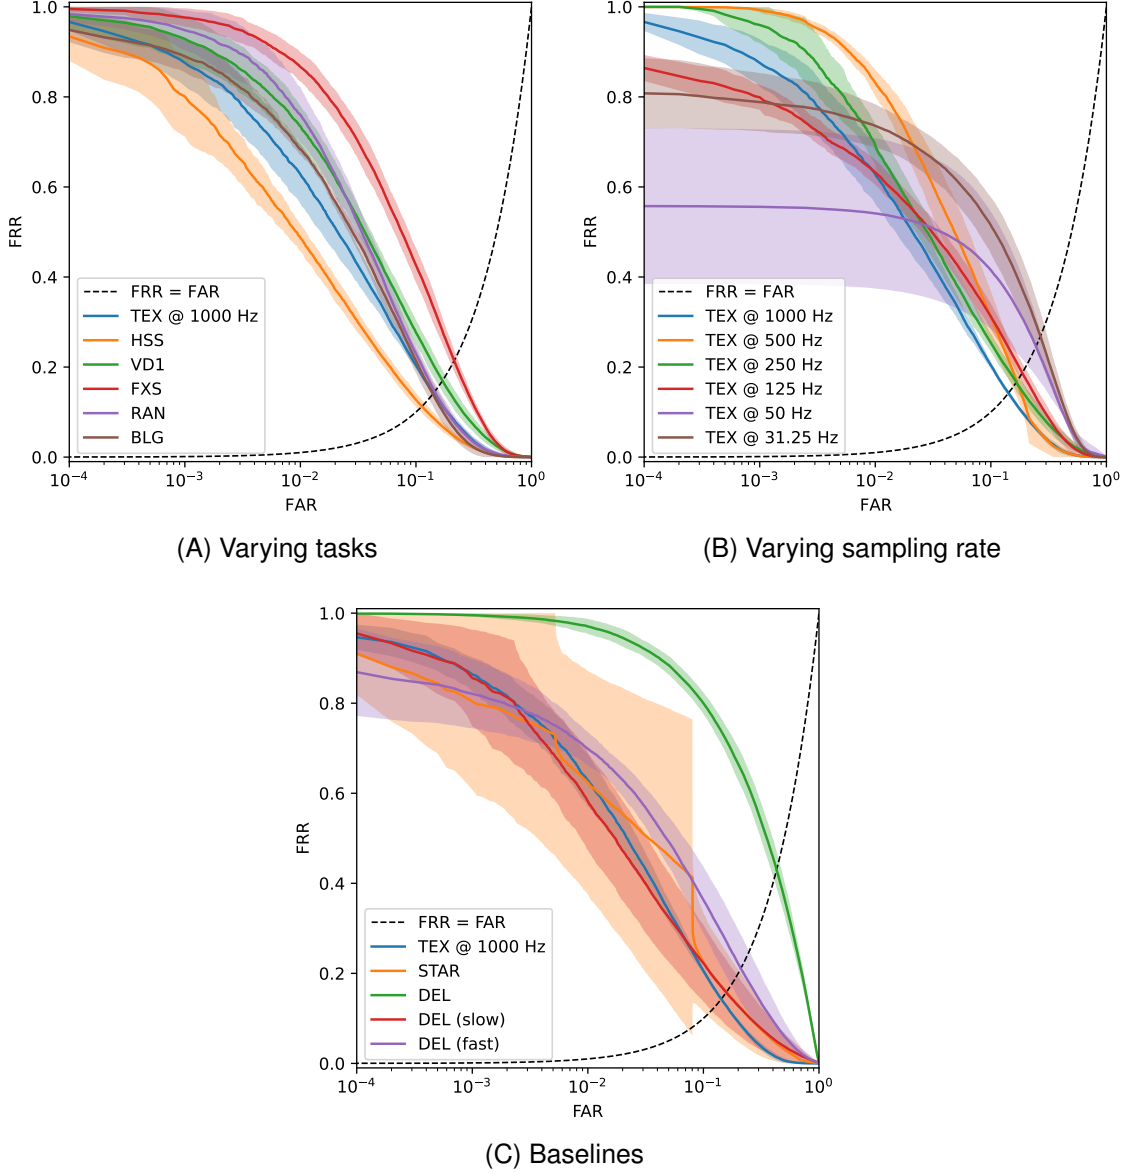 1.0
0.8
0.6
0.4
0.2
0.0
FRR
FRR = FAR
TEX @ 1000 Hz
HSS
VD1
FXS
RAN
BLG
10⁻⁴
10⁻³
10⁻²
10⁻¹
10⁰
FAR
(A) Varying tasks
1.0
0.8
0.6
0.4
0.2
0.0
FRR
FRR = FAR
TEX @ 1000 Hz
TEX @ 500 Hz
TEX @ 250 Hz
TEX @ 125 Hz
TEX @ 50 Hz
TEX @ 31.25 Hz
10⁻⁴
10⁻³
10⁻²
10⁻¹
10⁰
FAR
(B) Varying sampling rate
1.0
0.8
0.6
0.4
0.2
0.0
FRR
FRR = FAR
TEX @ 1000 Hz
STAR
DEL
DEL (slow)
DEL (fast)
10⁻⁴
10⁻³
10⁻²
10⁻¹
10⁰
FAR
(C) Baselines